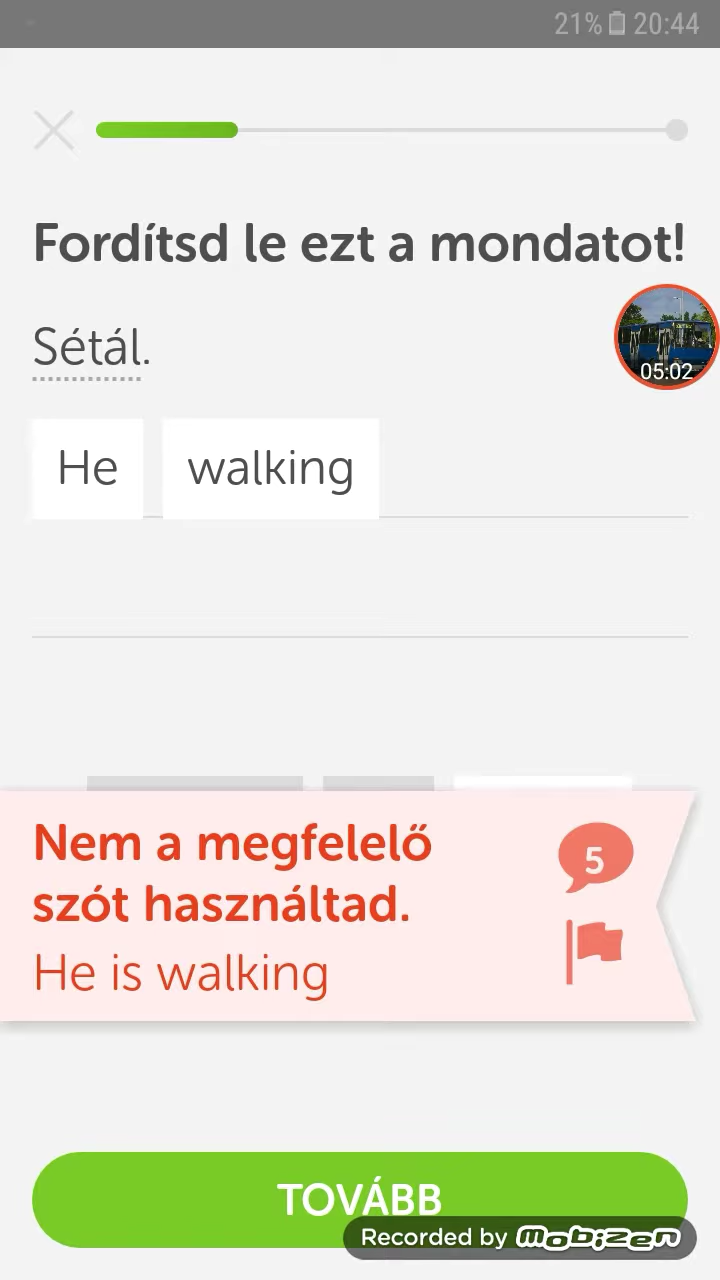 21% 20:44
Fordítsd le ezt a mondatot!
Sétál.
05:02
He walking
Nem a megfelelő
szót használtad.
5
He is walking
TOVÁBB
Recorded by mobizen